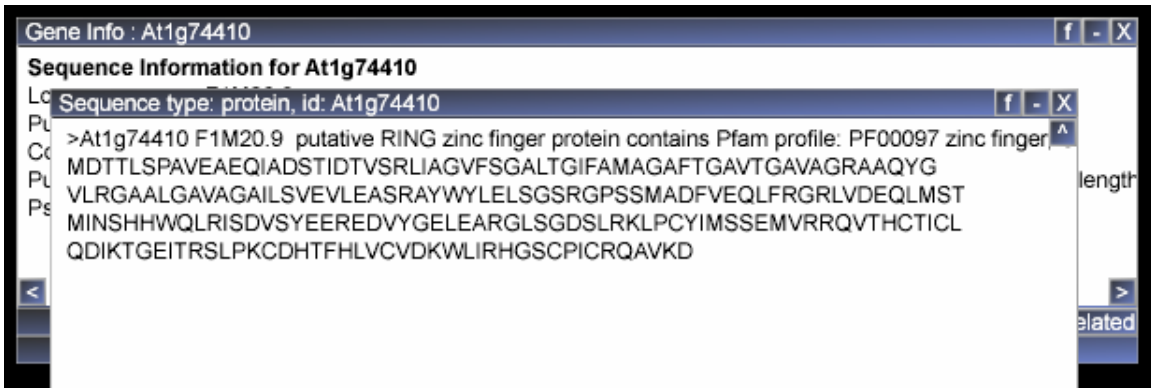 Gene Info : At1g74410
f - X
Sequence Information for At1g74410
Sequence type: protein, id: At1g74410
f - X
>At1g74410 F1M20.9 putative RING zinc finger protein contains Pfam profile: PF00097 zinc finger,
MDTTLSPAVEAEQIADSTIDTVSRLIAGVFSGALTGIFAMAGAFTGAVTGAVAGRAAQYG
VLRGAALGAVAGAILSVEVLEASRAYWYLELSGSRGPSSMADFVEQLFRGRLVDEQLMST
MINSHHWQLRISDVSYEEREDVYGELEARGLSGDSLRKLPCYIMSSEMVRRQVTHCTICL
QDIKTGEITRSLPKCDHTFHLVCVDKWLIRHGSCPICRQAVKD
length
< >
elated